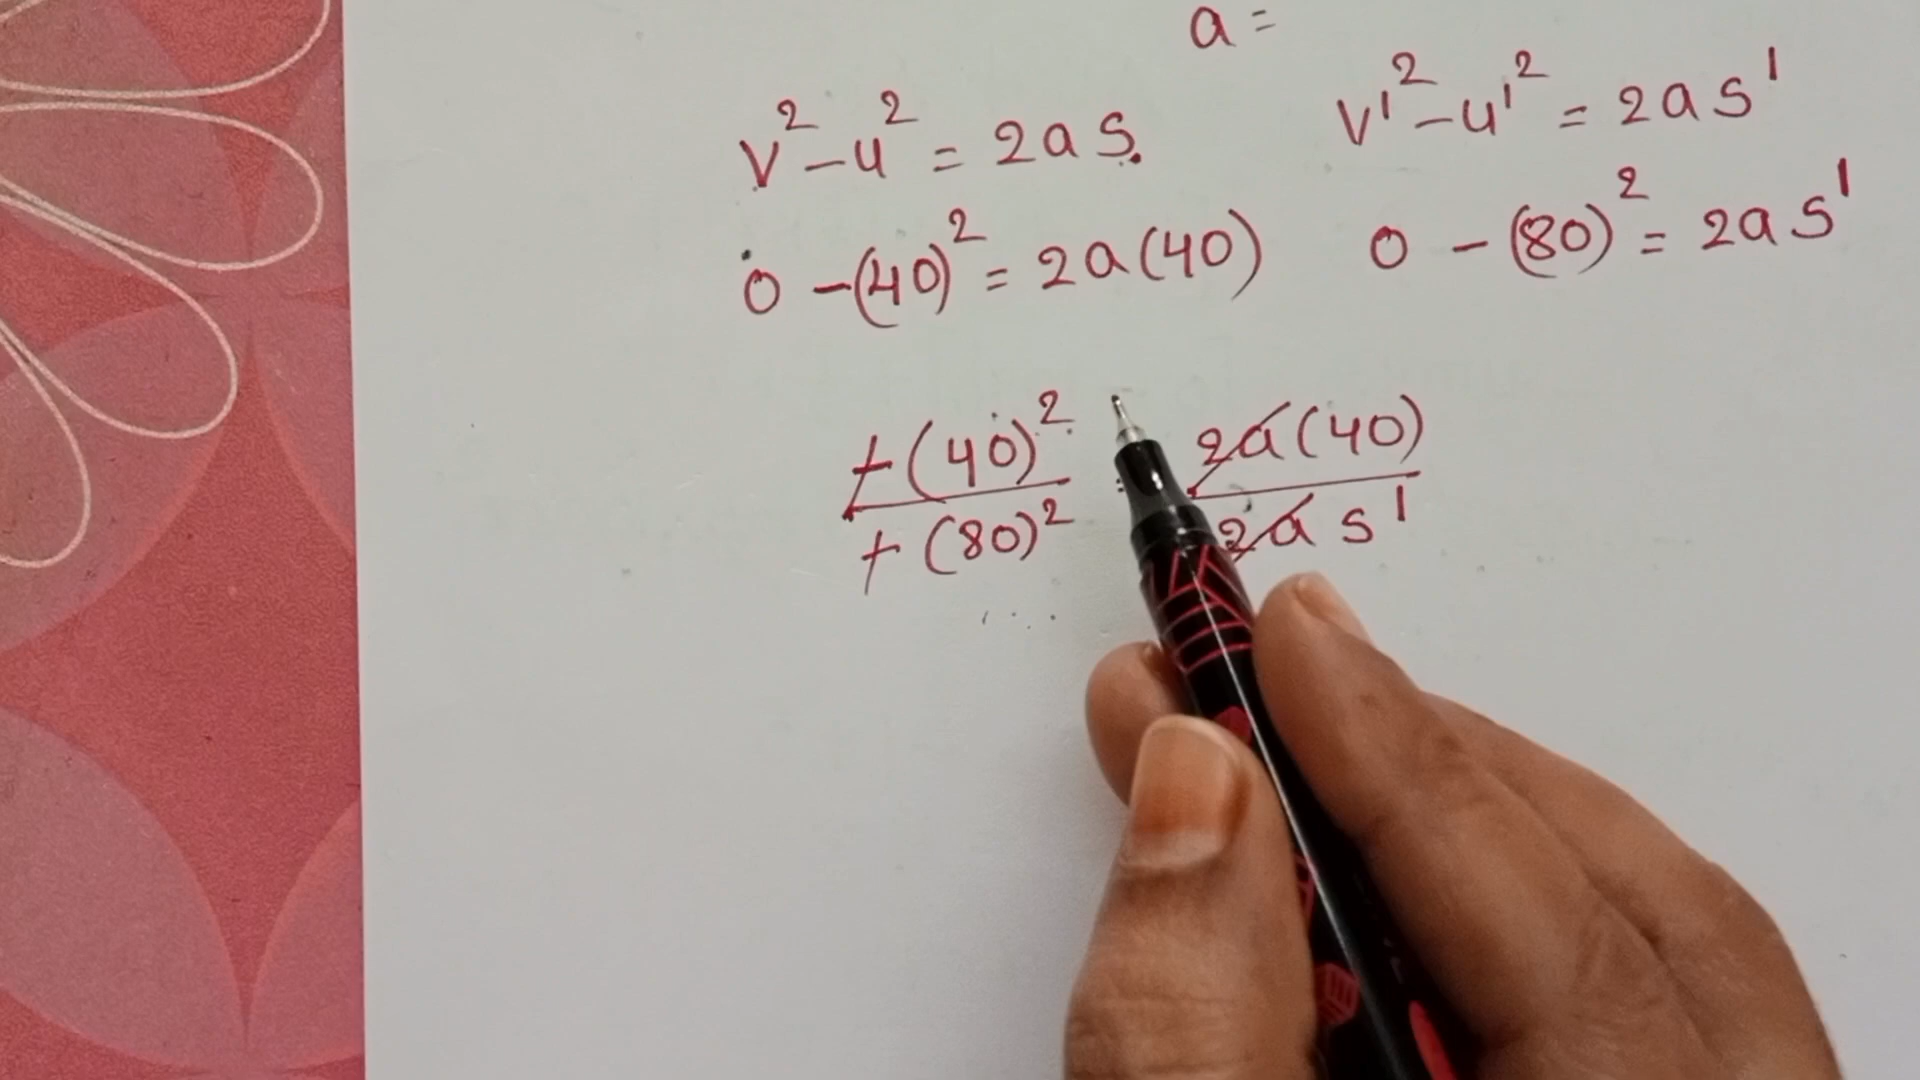 a =
v² - u² = 2as.
v'² - u'² = 2as'
0 - (40)² = 2a(40)
0 - (80)² = 2as'
-(40)² / -(80)² = 2a(40) / 2as'